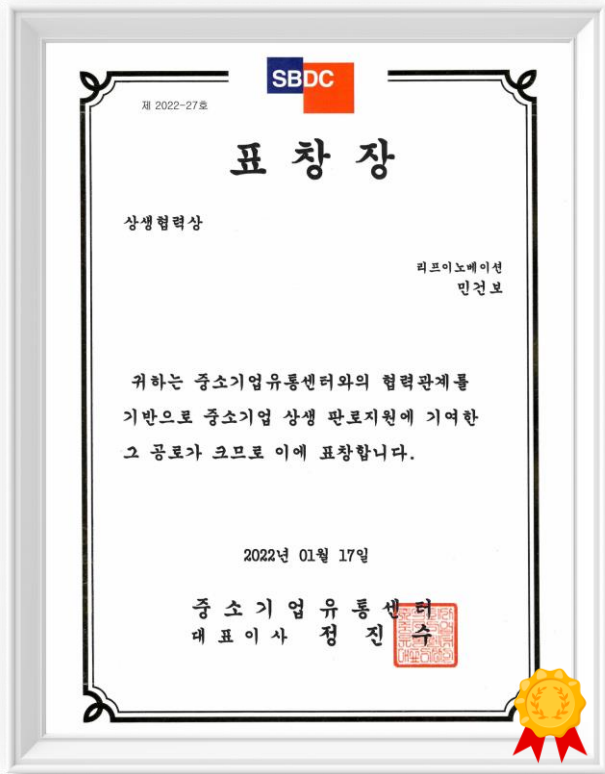 SBDC
제 2022-27호
표 창 장
상생협력상
리프이노베이션
민건보
귀하는 중소기업유통센터와의 협력관계를
기반으로 중소기업 상생 판로지원에 기여한
그 공로가 크므로 이에 표창합니다.
2022년 01월 17일
중소기업유통센터
대표이사 정 진 수